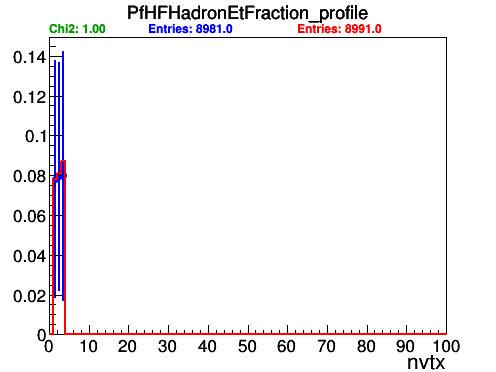 PfHFHadronEtFraction_profile
Chi2: 1.00 Entries: 8981.0 Entries: 8991.0
0.14
0.12
0.1
0.08
0.06
0.04
0.02
0
0 10 20 30 40 50 60 70 80 90 100
nvtx